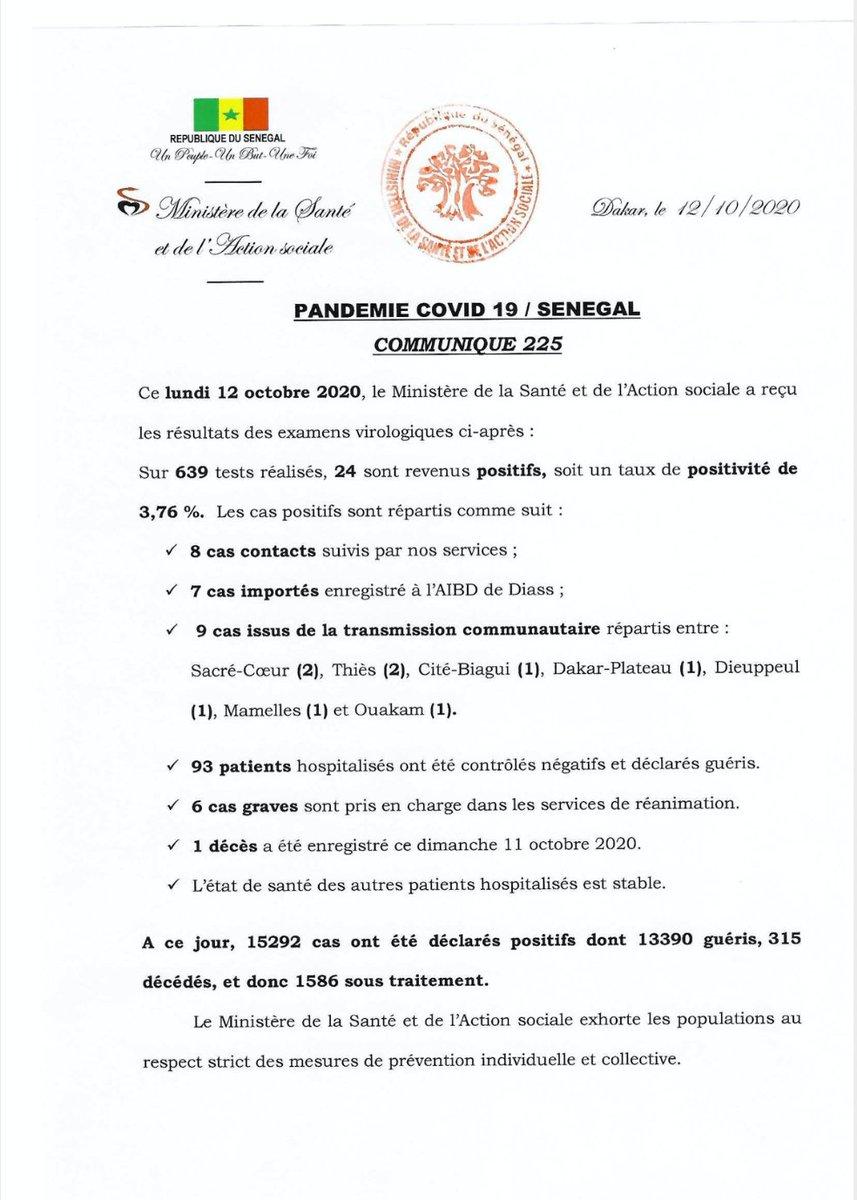 REPUBLIQUE DU SENEGAL
Un Peuple-Un But-Une Foi
Ministère de la Santé
et de l'Action sociale
* République du Sénégal *
MINISTERE DE LA SANTÉ ET DE L'ACTION SOCIALE
Dakar, le 12/10/2020
PANDEMIE COVID 19 / SENEGAL
COMMUNIQUE 225
Ce lundi 12 octobre 2020, le Ministère de la Santé et de l'Action sociale a reçu
les résultats des examens virologiques ci-après :
Sur 639 tests réalisés, 24 sont revenus positifs, soit un taux de positivité de
3,76 %. Les cas positifs sont répartis comme suit :
✓ 8 cas contacts suivis par nos services ;
✓ 7 cas importés enregistré à l'AIBD de Diass ;
✓ 9 cas issus de la transmission communautaire répartis entre :
Sacré-Cœur (2), Thiès (2), Cité-Biagui (1), Dakar-Plateau (1), Dieuppeul
(1), Mamelles (1) et Ouakam (1).
✓ 93 patients hospitalisés ont été contrôlés négatifs et déclarés guéris.
✓ 6 cas graves sont pris en charge dans les services de réanimation.
✓ 1 décès a été enregistré ce dimanche 11 octobre 2020.
✓ L'état de santé des autres patients hospitalisés est stable.
A ce jour, 15292 cas ont été déclarés positifs dont 13390 guéris, 315
décédés, et donc 1586 sous traitement.
Le Ministère de la Santé et de l'Action sociale exhorte les populations au
respect strict des mesures de prévention individuelle et collective.